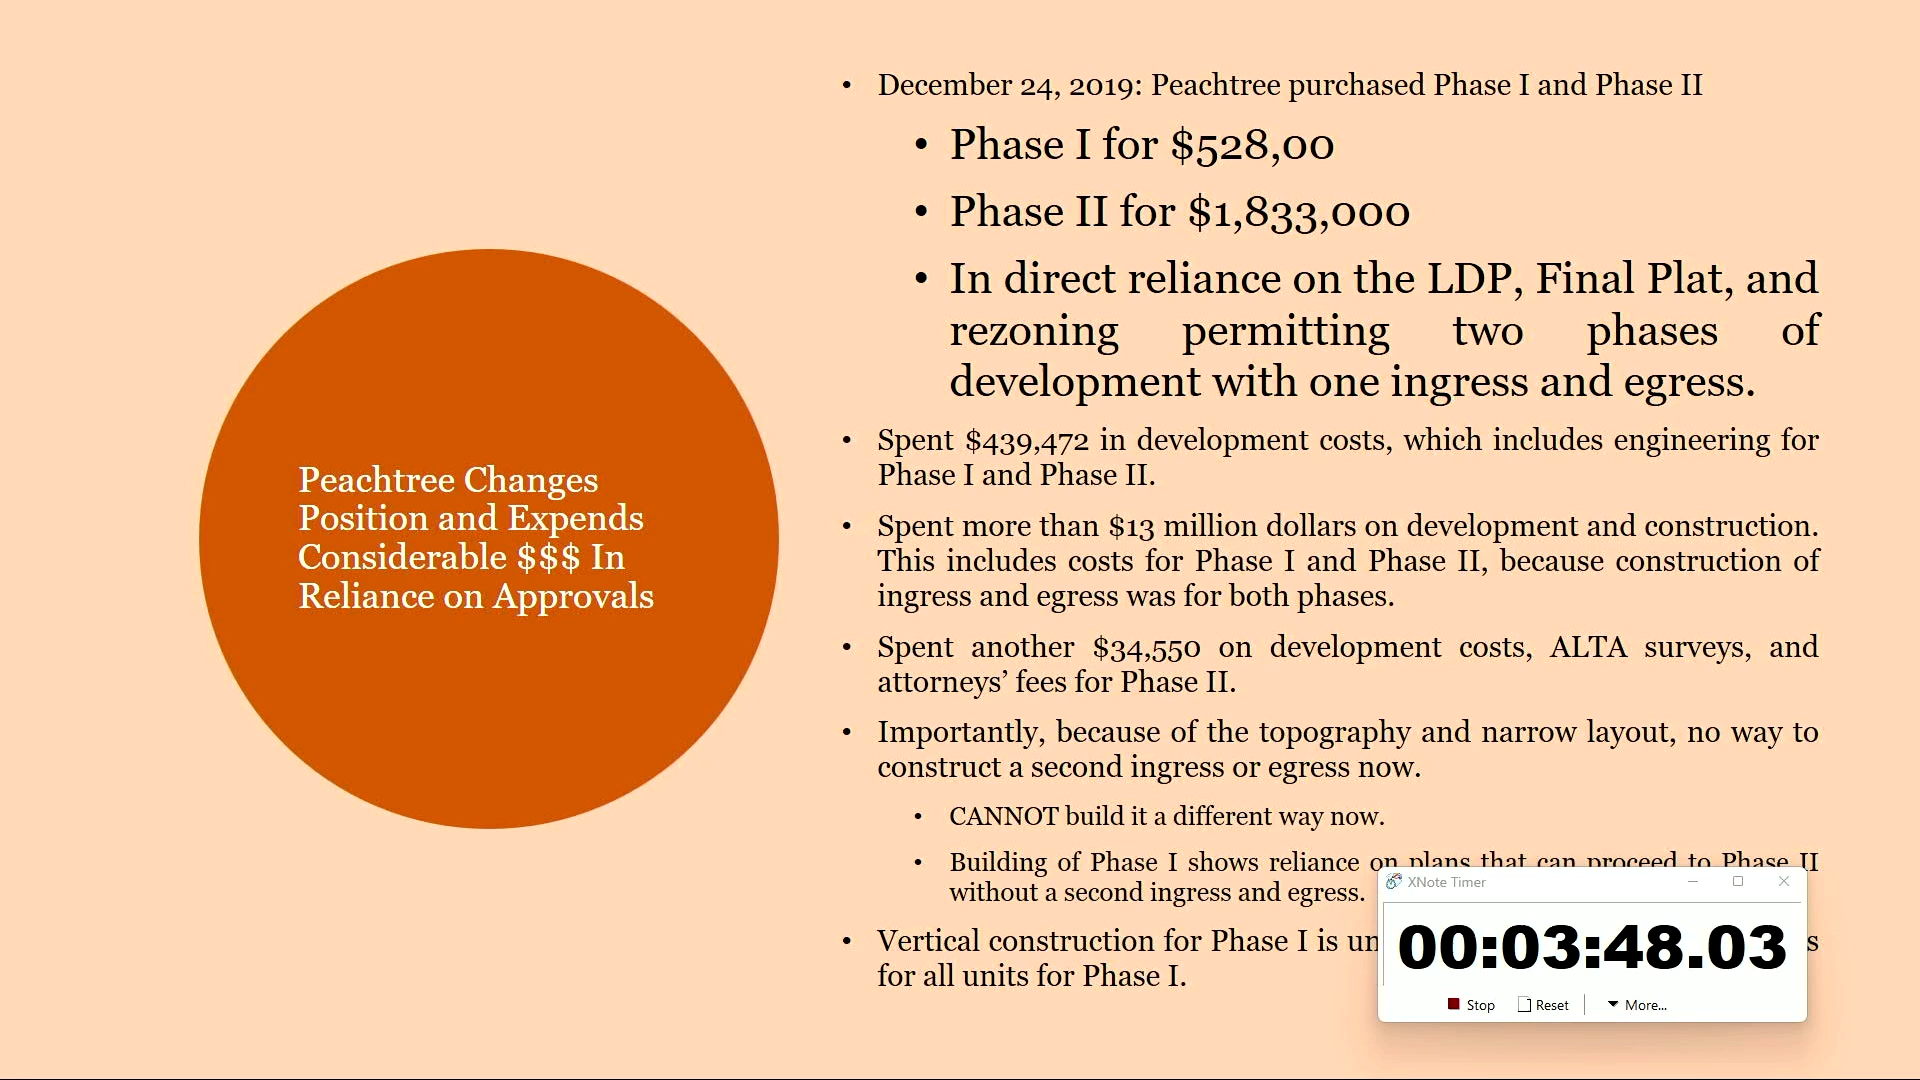 Peachtree Changes
Position and Expends
Considerable $$$ In
Reliance on Approvals
• December 24, 2019: Peachtree purchased Phase I and Phase II
• Phase I for $528,00
• Phase II for $1,833,000
• In direct reliance on the LDP, Final Plat, and
rezoning permitting two phases of
development with one ingress and egress.
• Spent $439,472 in development costs, which includes engineering for
Phase I and Phase II.
• Spent more than $13 million dollars on development and construction.
This includes costs for Phase I and Phase II, because construction of
ingress and egress was for both phases.
• Spent another $34,550 on development costs, ALTA surveys, and
attorneys’ fees for Phase II.
• Importantly, because of the topography and narrow layout, no way to
construct a second ingress or egress now.
• CANNOT build it a different way now.
• Building of Phase I shows reliance on plans that can proceed to Phase II
without a second ingress and egress.
• Vertical construction for Phase I is
for all units for Phase I.
XNote Timer
00:03:48.03
Stop Reset More...